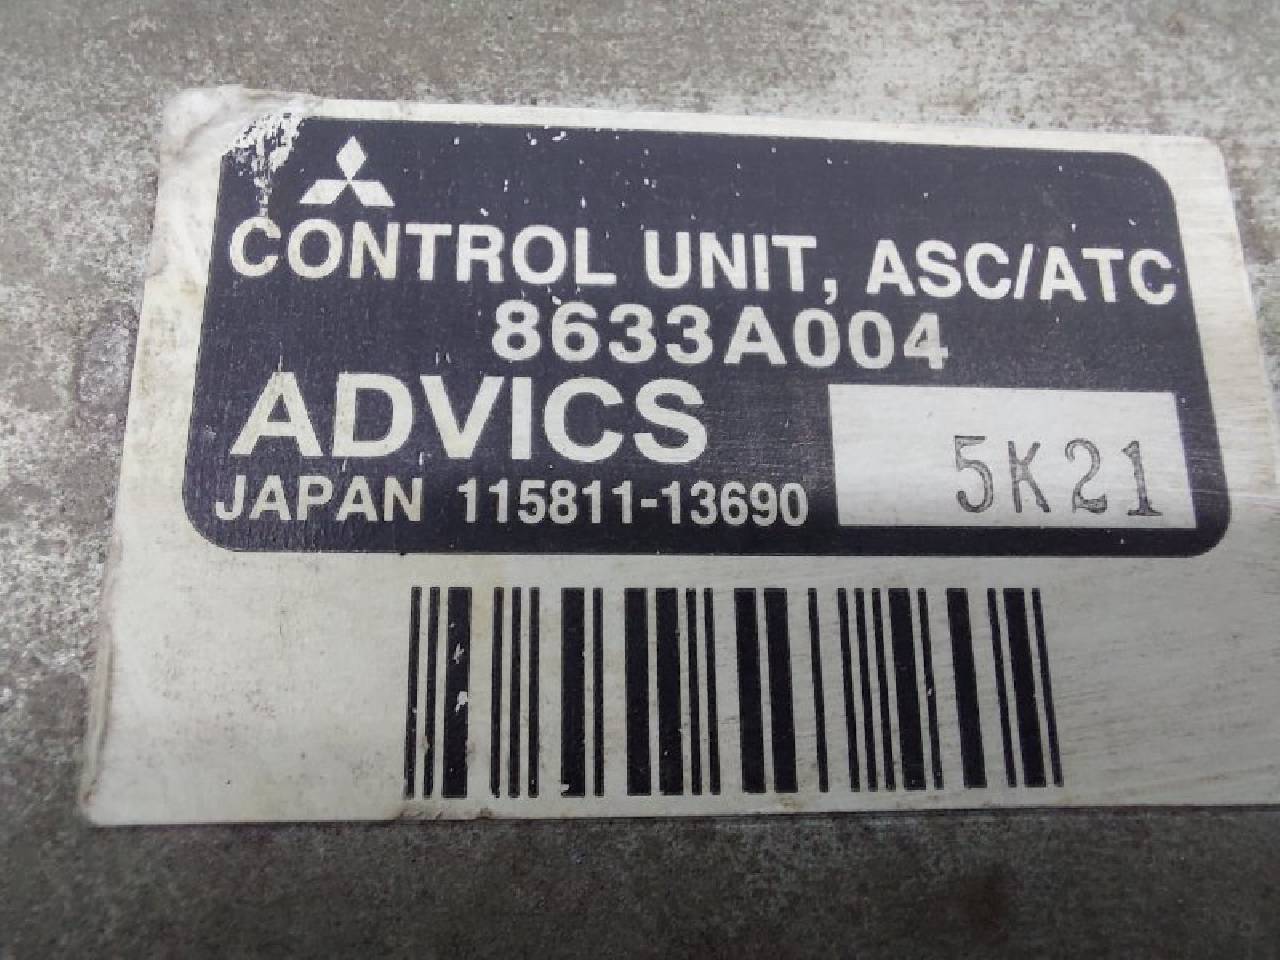 CONTROL UNIT, ASC/ATC
8633A004
ADVICS
JAPAN 115811-13690
5K21